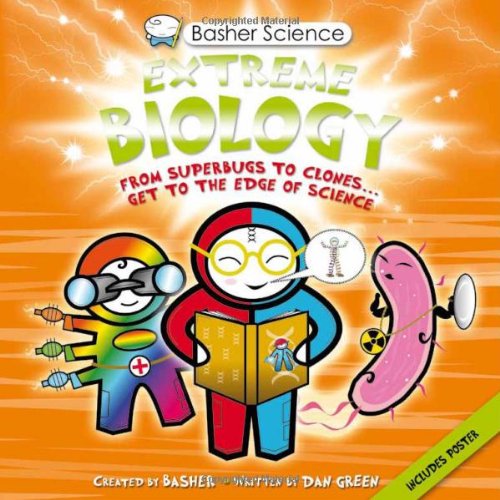 Basher Science
EXTREME
BIOLOGY
FROM SUPERBUGS TO CLONES...
GET TO THE EDGE OF SCIENCE
INCLUDES POSTER
CREATED BY BASHER WRITTEN BY DAN GREEN